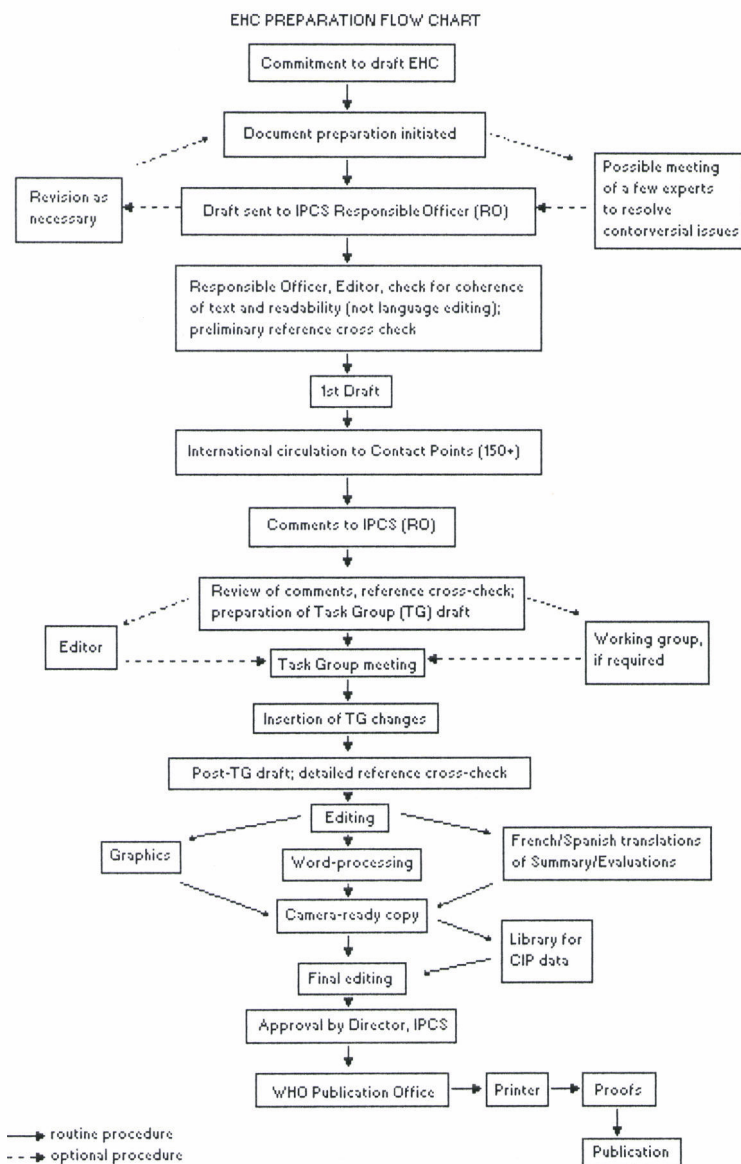 EHC PREPARATION FLOW CHART
Commitment to draft EHC
Document preparation initiated
Revision as
necessary
Draft sent to IPCS Responsible Officer (RO)
Possible meeting
of a few experts
to resolve
contorversial issues
Responsible Officer, Editor, check for coherence
of text and readability (not language editing);
preliminary reference cross check
1st Draft
International circulation to Contact Points (150+)
Comments to IPCS (RO)
Review of comments, reference cross-check;
preparation of Task Group (TG) draft
Editor
Working group,
if required
Task Group meeting
Insertion of TG changes
Post-TG draft; detailed reference cross-check
Editing
Graphics
Word-processing
French/Spanish translations
of Summary/Evaluations
Camera-ready copy
Library for
CIP data
Final editing
Approval by Director, IPCS
WHO Publication Office
Printer
Proofs
Publication
routine procedure
optional procedure